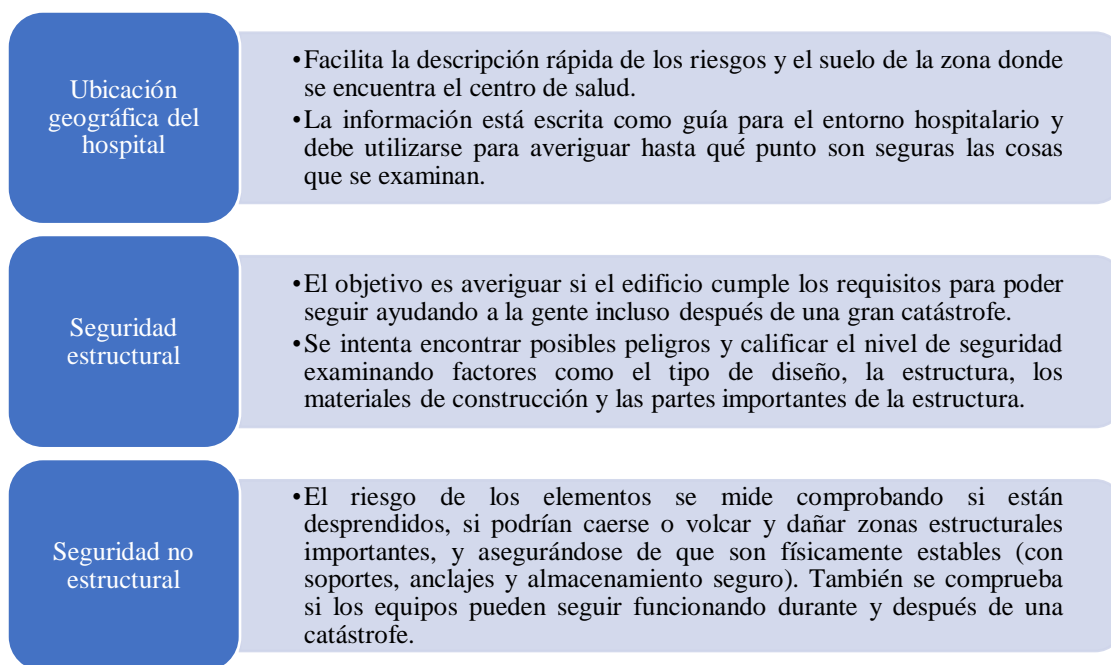 Ubicación
geográfica del
hospital
•Facilita la descripción rápida de los riesgos y el suelo de la zona donde
se encuentra el centro de salud.
•La información está escrita como guía para el entorno hospitalario y
debe utilizarse para averiguar hasta qué punto son seguras las cosas
que se examinan.
Seguridad
estructural
•El objetivo es averiguar si el edificio cumple los requisitos para poder
seguir ayudando a la gente incluso después de una gran catástrofe.
•Se intenta encontrar posibles peligros y calificar el nivel de seguridad
examinando factores como el tipo de diseño, la estructura, los
materiales de construcción y las partes importantes de la estructura.
Seguridad no
estructural
•El riesgo de los elementos se mide comprobando si están
desprendidos, si podrían caerse o volcar y dañar zonas estructurales
importantes, y asegurándose de que son físicamente estables (con
soportes, anclajes y almacenamiento seguro). También se comprueba
si los equipos pueden seguir funcionando durante y después de una
catástrofe.